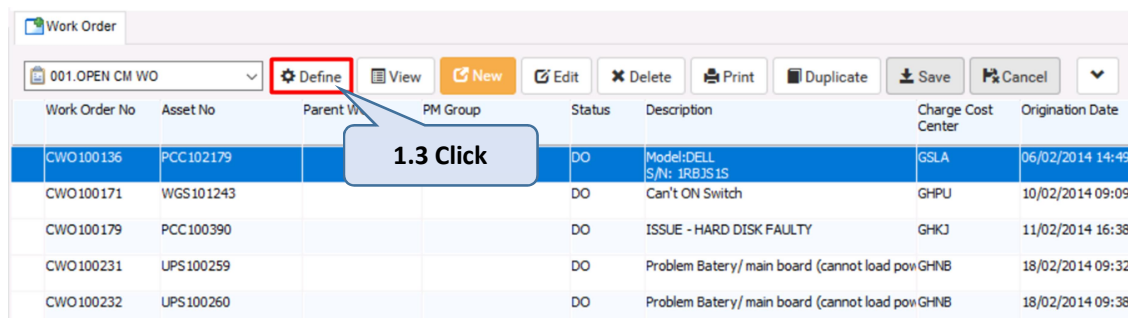 Work Order
001.OPEN CM WO Define View New Edit Delete Print Duplicate Save Cancel
Work Order No Asset No Parent W PM Group Status Description Charge Cost Center Origination Date
1.3 Click
CWO100136 PCC102179 DO Model:DELL S/N: 1RBJS1S GSLA 06/02/2014 14:49
CWO100171 WGS101243 DO Can't ON Switch GHPU 10/02/2014 09:09
CWO100179 PCC100390 DO ISSUE - HARD DISK FAULTY GHKJ 11/02/2014 16:38
CWO100231 UPS100259 DO Problem Batery/ main board (cannot load pow GHNB 18/02/2014 09:32
CWO100232 UPS100260 DO Problem Batery/ main board (cannot load pow GHNB 18/02/2014 09:38